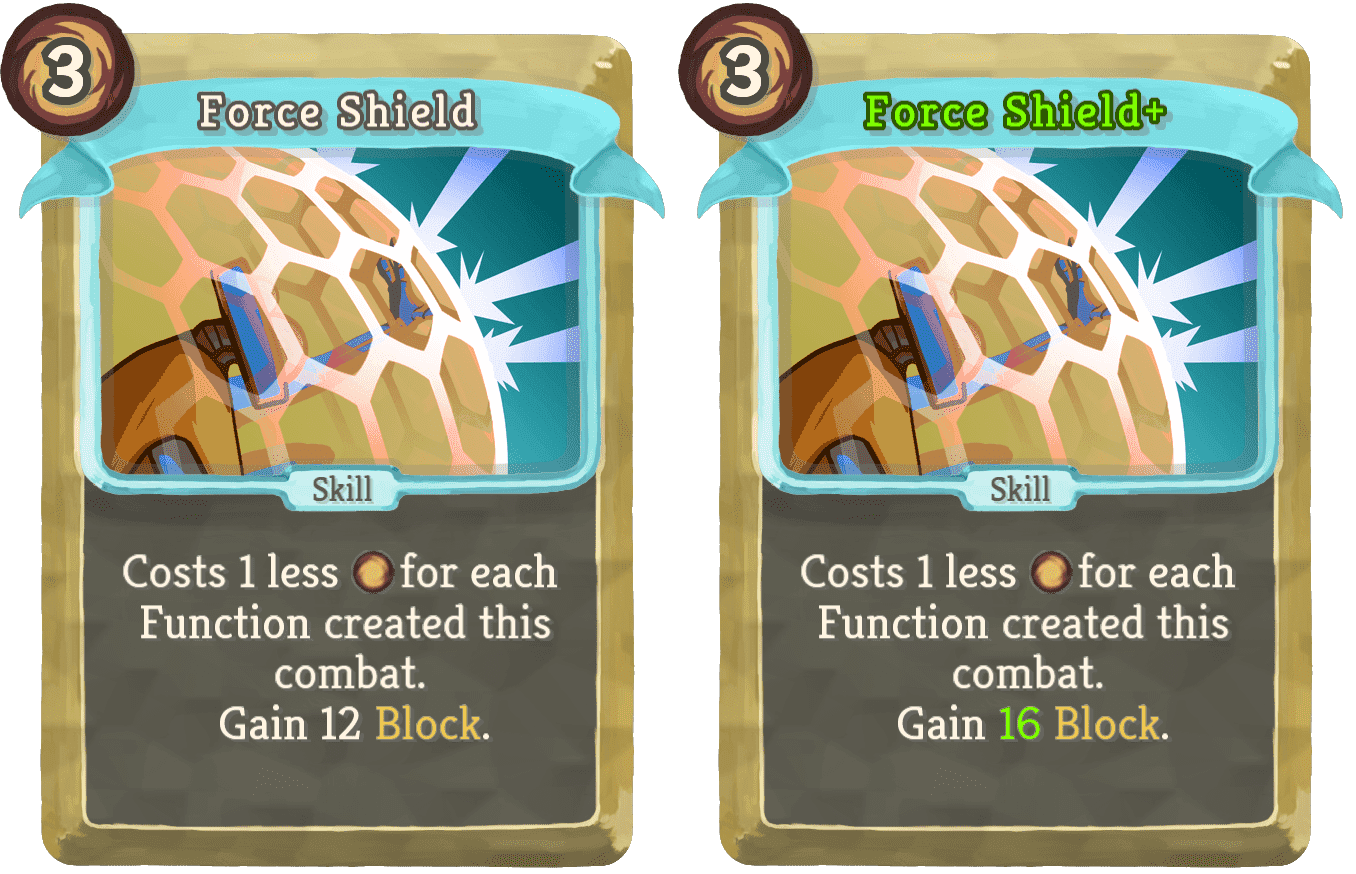 3
Force Shield
Skill
Costs 1 less for each
Function created this
combat.
Gain 12 Block.
3
Force Shield+
Skill
Costs 1 less for each
Function created this
combat.
Gain 16 Block.